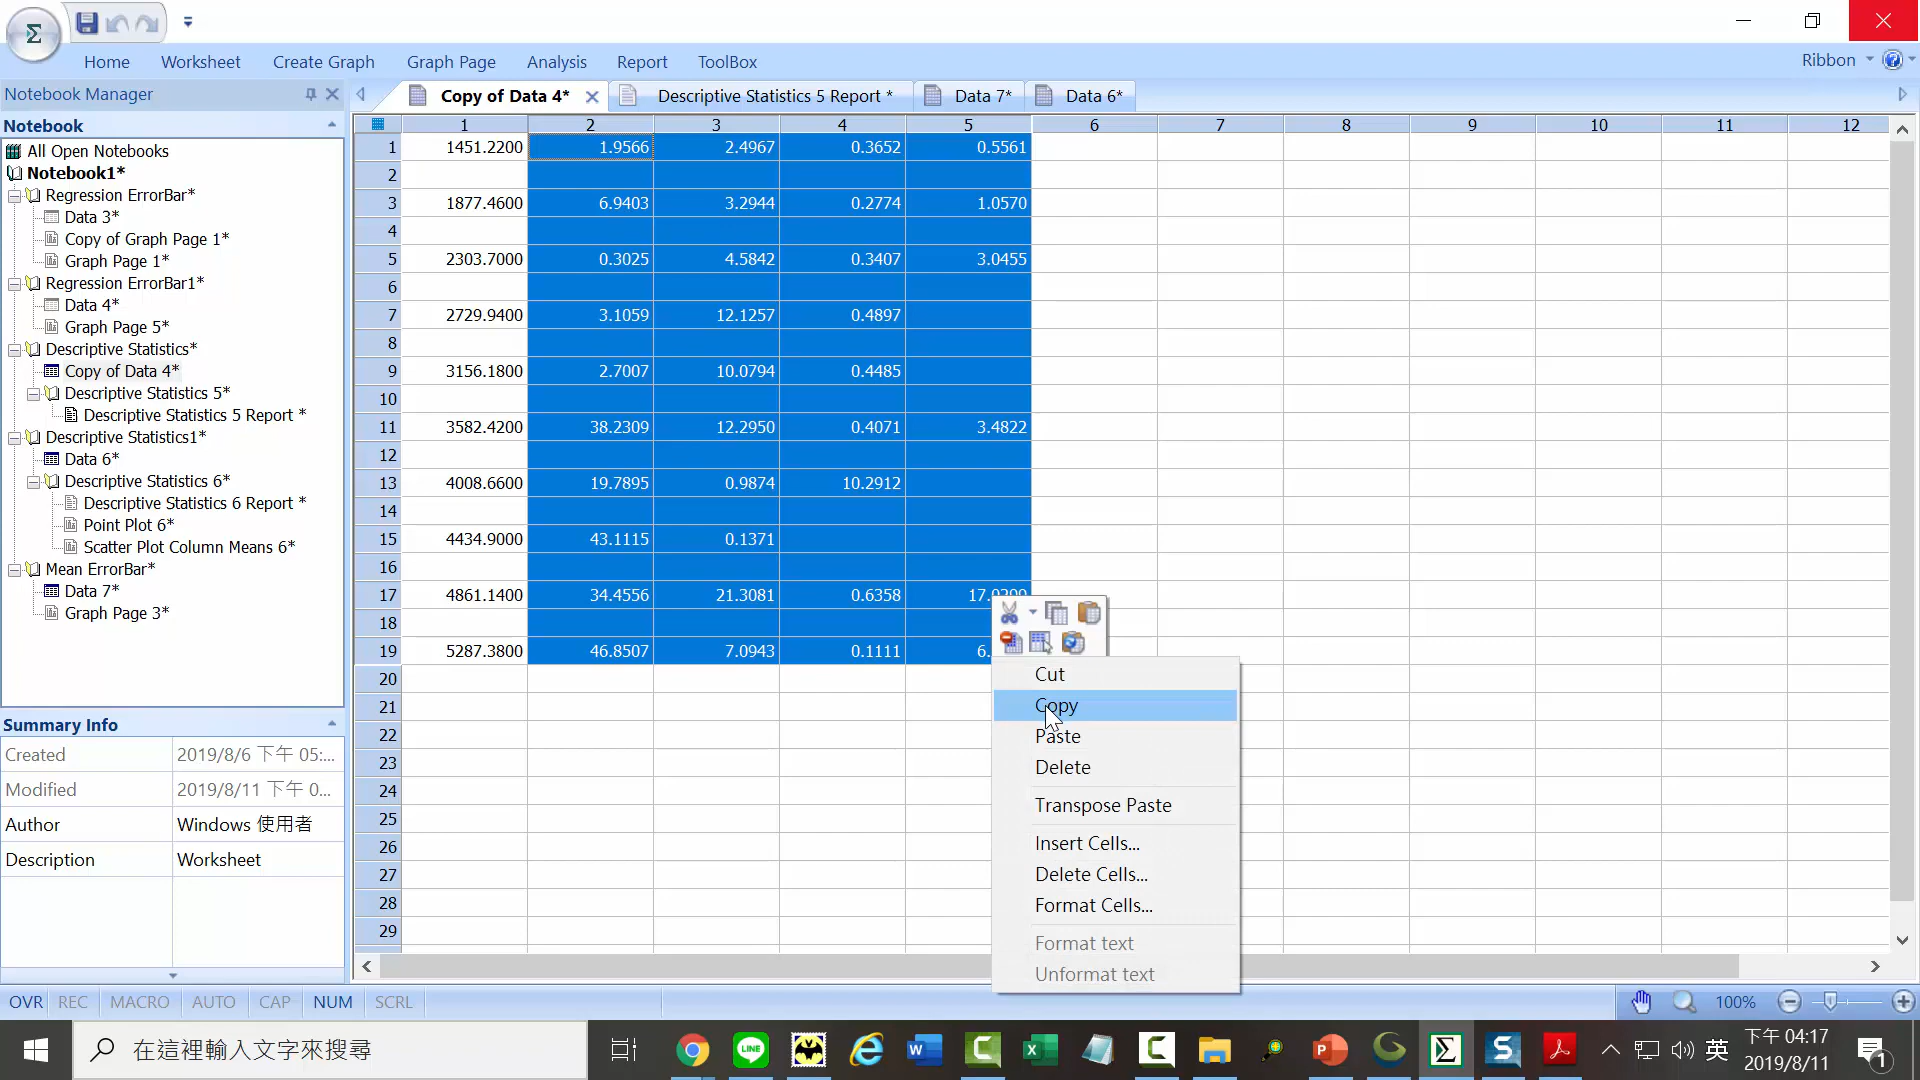 Home Worksheet Create Graph Graph Page Analysis Report ToolBox Ribbon
Notebook Manager
Copy of Data 4* Descriptive Statistics 5 Report * Data 7* Data 6*
Notebook
All Open Notebooks
Notebook1*
Regression ErrorBar*
Data 3*
Copy of Graph Page 1*
Graph Page 1*
Regression ErrorBar1*
Data 4*
Graph Page 5*
Descriptive Statistics*
Copy of Data 4*
Descriptive Statistics 5*
Descriptive Statistics 5 Report *
Descriptive Statistics1*
Data 6*
Descriptive Statistics 6*
Descriptive Statistics 6 Report *
Point Plot 6*
Scatter Plot Column Means 6*
Mean ErrorBar*
Data 7*
Graph Page 3*
Summary Info
Created 2019/8/6 下午 05:...
Modified 2019/8/11 下午 0...
Author Windows 使用者
Description Worksheet
1 2 3 4 5 6 7 8 9 10 11 12
1 1451.2200 1.9566 2.4967 0.3652 0.5561
2
3 1877.4600 6.9403 3.2944 0.2774 1.0570
4
5 2303.7000 0.3025 4.5842 0.3407 3.0455
6
7 2729.9400 3.1059 12.1257 0.4897
8
9 3156.1800 2.7007 10.0794 0.4485
10
11 3582.4200 38.2309 12.2950 0.4071 3.4822
12
13 4008.6600 19.7895 0.9874 10.2912
14
15 4434.9000 43.1115 0.1371
16
17 4861.1400 34.4556 21.3081 0.6358
18
19 5287.3800 46.8507 7.0943 0.1111 6.
20
21
22
23
24
25
26
27
28
29
Cut
Copy
Paste
Delete
Transpose Paste
Insert Cells...
Delete Cells...
Format Cells...
Format text
Unformat text
OVR REC MACRO AUTO CAP NUM SCRL 100%
在這裡輸入文字來搜尋
LINE
英
下午 04:17
2019/8/11
1